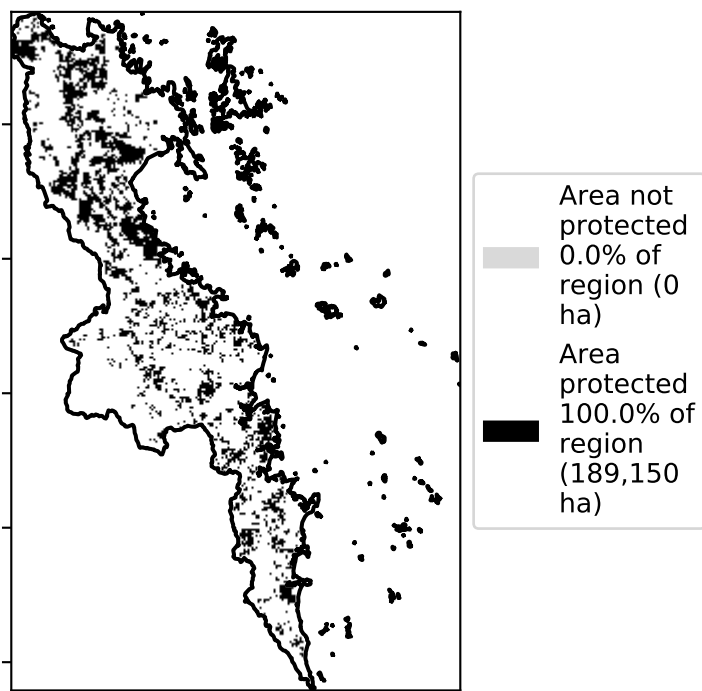 Area not
protected
0.0% of
region (0
ha)
Area
protected
100.0% of
region
(189,150
ha)